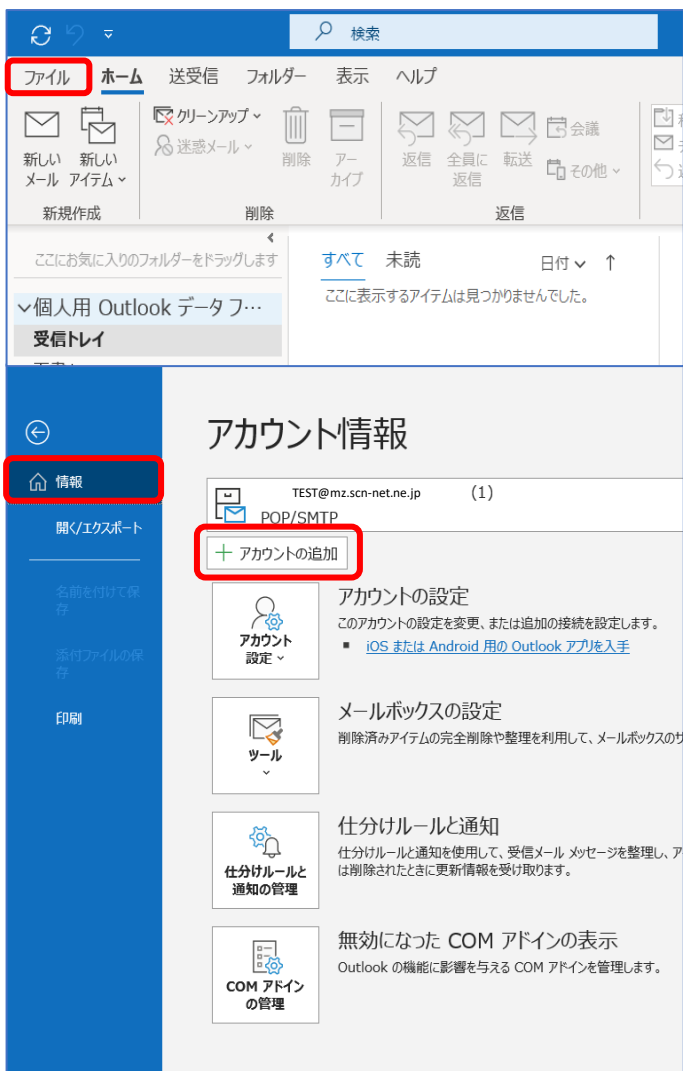 検索
ファイル ホーム 送受信 フォルダー 表示 ヘルプ
新しい
メール
新しい
アイテム
クリーンアップ
迷惑メール
削除
アー
カイブ
返信
全員に
返信
転送
会議
その他
新規作成
削除
返信
ここにお気に入りのフォルダーをドラッグします
すべて 未読 日付 ↑
ここに表示するアイテムは見つかりませんでした。
個人用 Outlook データ フ…
受信トレイ
アカウント情報
情報
開く/エクスポート
名前を付けて保
存
添付ファイルの保
存
印刷
TEST@mz.scn-net.ne.jp (1)
POP/SMTP
アカウントの追加
アカウント
設定
アカウントの設定
このアカウントの設定を変更、または追加の接続を設定します。
iOS または Android 用の Outlook アプリを入手
ツール
メールボックスの設定
削除済みアイテムの完全削除や整理を利用して、メールボックスのサ
仕分けルールと
通知の管理
仕分けルールと通知
仕分けルールと通知を使用して、受信メール メッセージを整理し、ア
は削除されたときに更新情報を受け取ります。
COM アドイン
の管理
無効になった COM アドインの表示
Outlook の機能に影響を与える COM アドインを管理します。